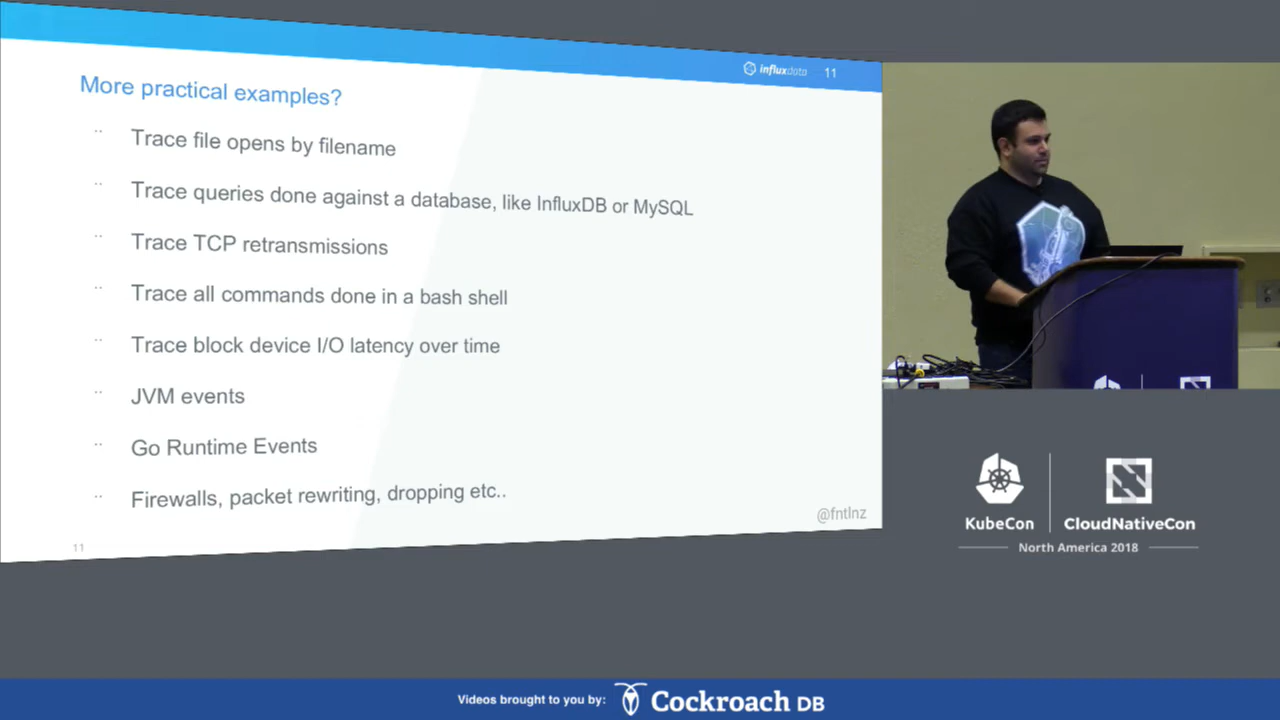 influxdata 11
More practical examples?
Trace file opens by filename
Trace queries done against a database, like InfluxDB or MySQL
Trace TCP retransmissions
Trace all commands done in a bash shell
Trace block device I/O latency over time
JVM events
Go Runtime Events
Firewalls, packet rewriting, dropping etc..
@fntlnz
11
KubeCon
CloudNativeCon
North America 2018
Videos brought to you by:
Cockroach DB